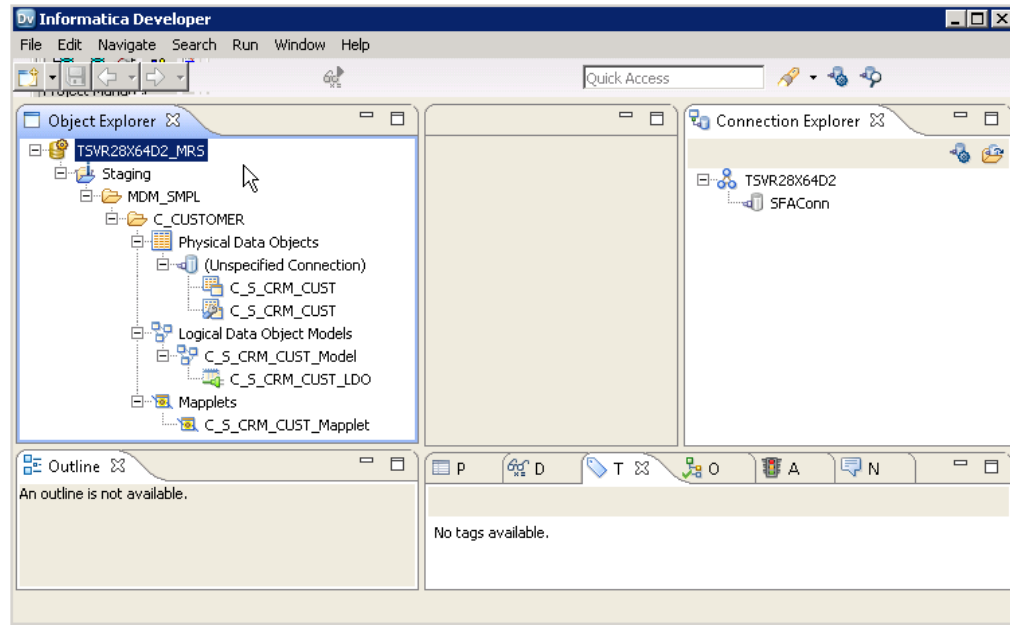 Dv Informatica Developer
File Edit Navigate Search Run Window Help
Quick Access
Object Explorer
TSVR28X64D2_MRS
Staging
MDM_SMPL
C_CUSTOMER
Physical Data Objects
(Unspecified Connection)
C_S_CRM_CUST
C_S_CRM_CUST
Logical Data Object Models
C_S_CRM_CUST_Model
C_S_CRM_CUST_LDO
Mapplets
C_S_CRM_CUST_Mapplet
Connection Explorer
TSVR28X64D2
SFAConn
Outline
An outline is not available.
P D T O A N
No tags available.